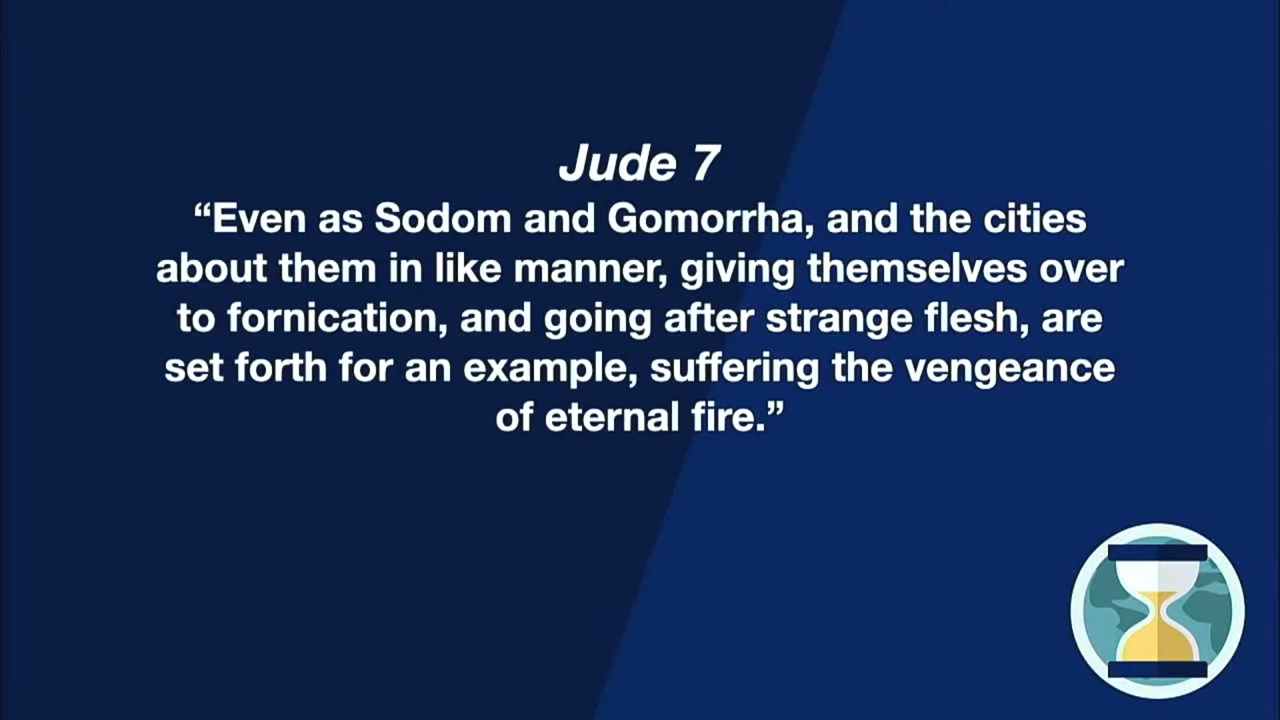 Jude 7
“Even as Sodom and Gomorrha, and the cities
about them in like manner, giving themselves over
to fornication, and going after strange flesh, are
set forth for an example, suffering the vengeance
of eternal fire.”